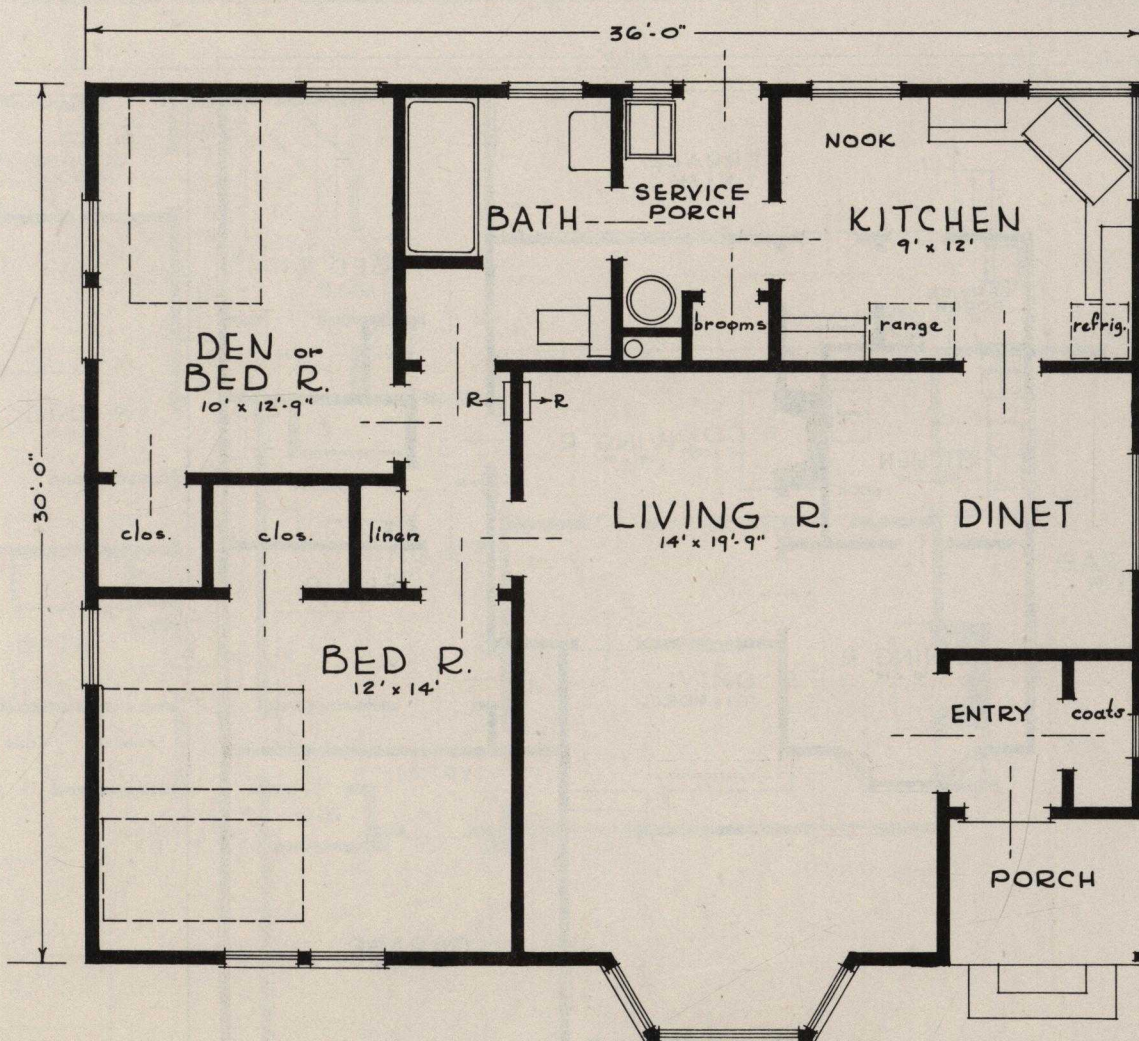 36'-0"
NOOK
SERVICE
PORCH
BATH
KITCHEN
9' x 12'
brooms
range
refrig.
DEN or
BED R.
10' x 12'-9"
R
R
30'-0"
clos.
clos.
linen
LIVING R.
14' x 19'-9"
DINET
BED R.
12' x 14'
ENTRY
coats
PORCH